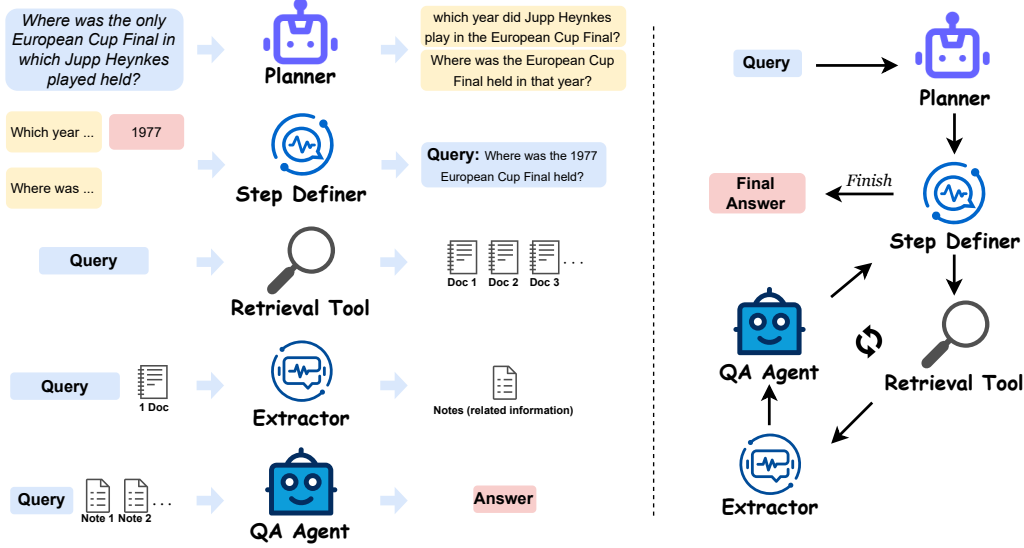 Where was the only
European Cup Final in
which Jupp Heynkes
played held?
Planner
which year did Jupp Heynkes
play in the European Cup Final?
Where was the European Cup
Final held in that year?
Which year ...
1977
Where was ...
Step Definer
Query: Where was the 1977
European Cup Final held?
Query
Retrieval Tool
Doc 1 Doc 2 Doc 3 ...
Query
1 Doc
Extractor
Notes (related information)
Query
Note 1 Note 2 ...
QA Agent
Answer
Query
Planner
Final
Answer
Finish
Step Definer
QA Agent
Retrieval Tool
Extractor